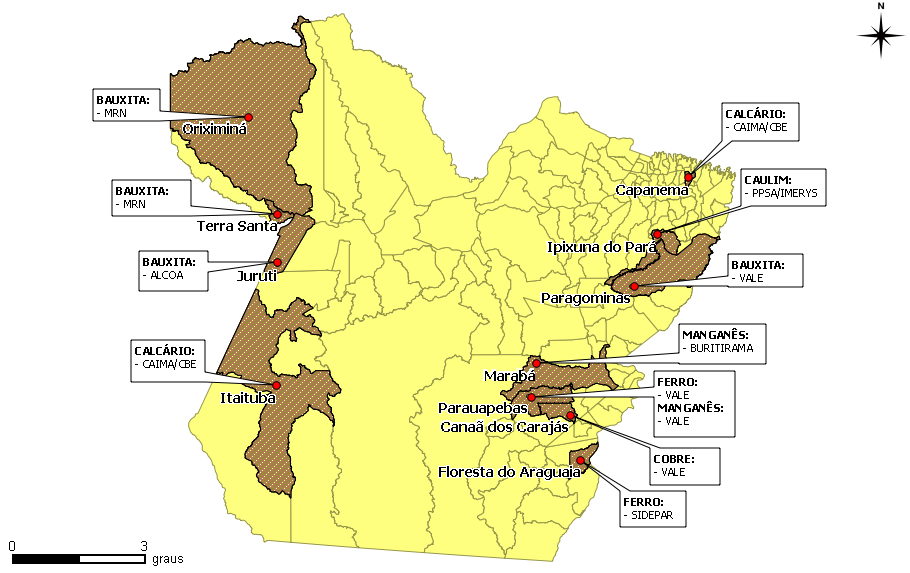 N
BAUXITA:
- MRN
Oriximiná
CALCÁRIO:
- CAIMA/CBE
Capanema
CAULIM:
- PPSA/IMERYS
BAUXITA:
- MRN
Terra Santa
Ipixuna do Pará
BAUXITA:
- ALCOA
Juruti
BAUXITA:
- VALE
Paragominas
MANGANÊS:
- BURITIRAMA
Marabá
CALCÁRIO:
- CAIMA/CBE
Itaituba
FERRO:
- VALE
MANGANÊS:
- VALE
Parauapebas
Canaã dos Carajás
COBRE:
- VALE
Floresta do Araguaia
FERRO:
- SIDEPAR
0 3
graus